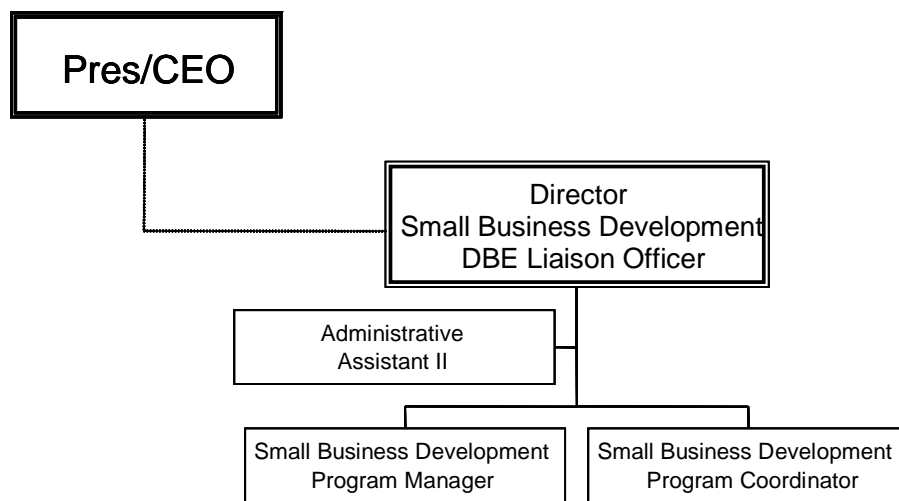 Pres/CEO
Director
Small Business Development
DBE Liaison Officer
Administrative
Assistant II
Small Business Development
Program Manager
Small Business Development
Program Coordinator